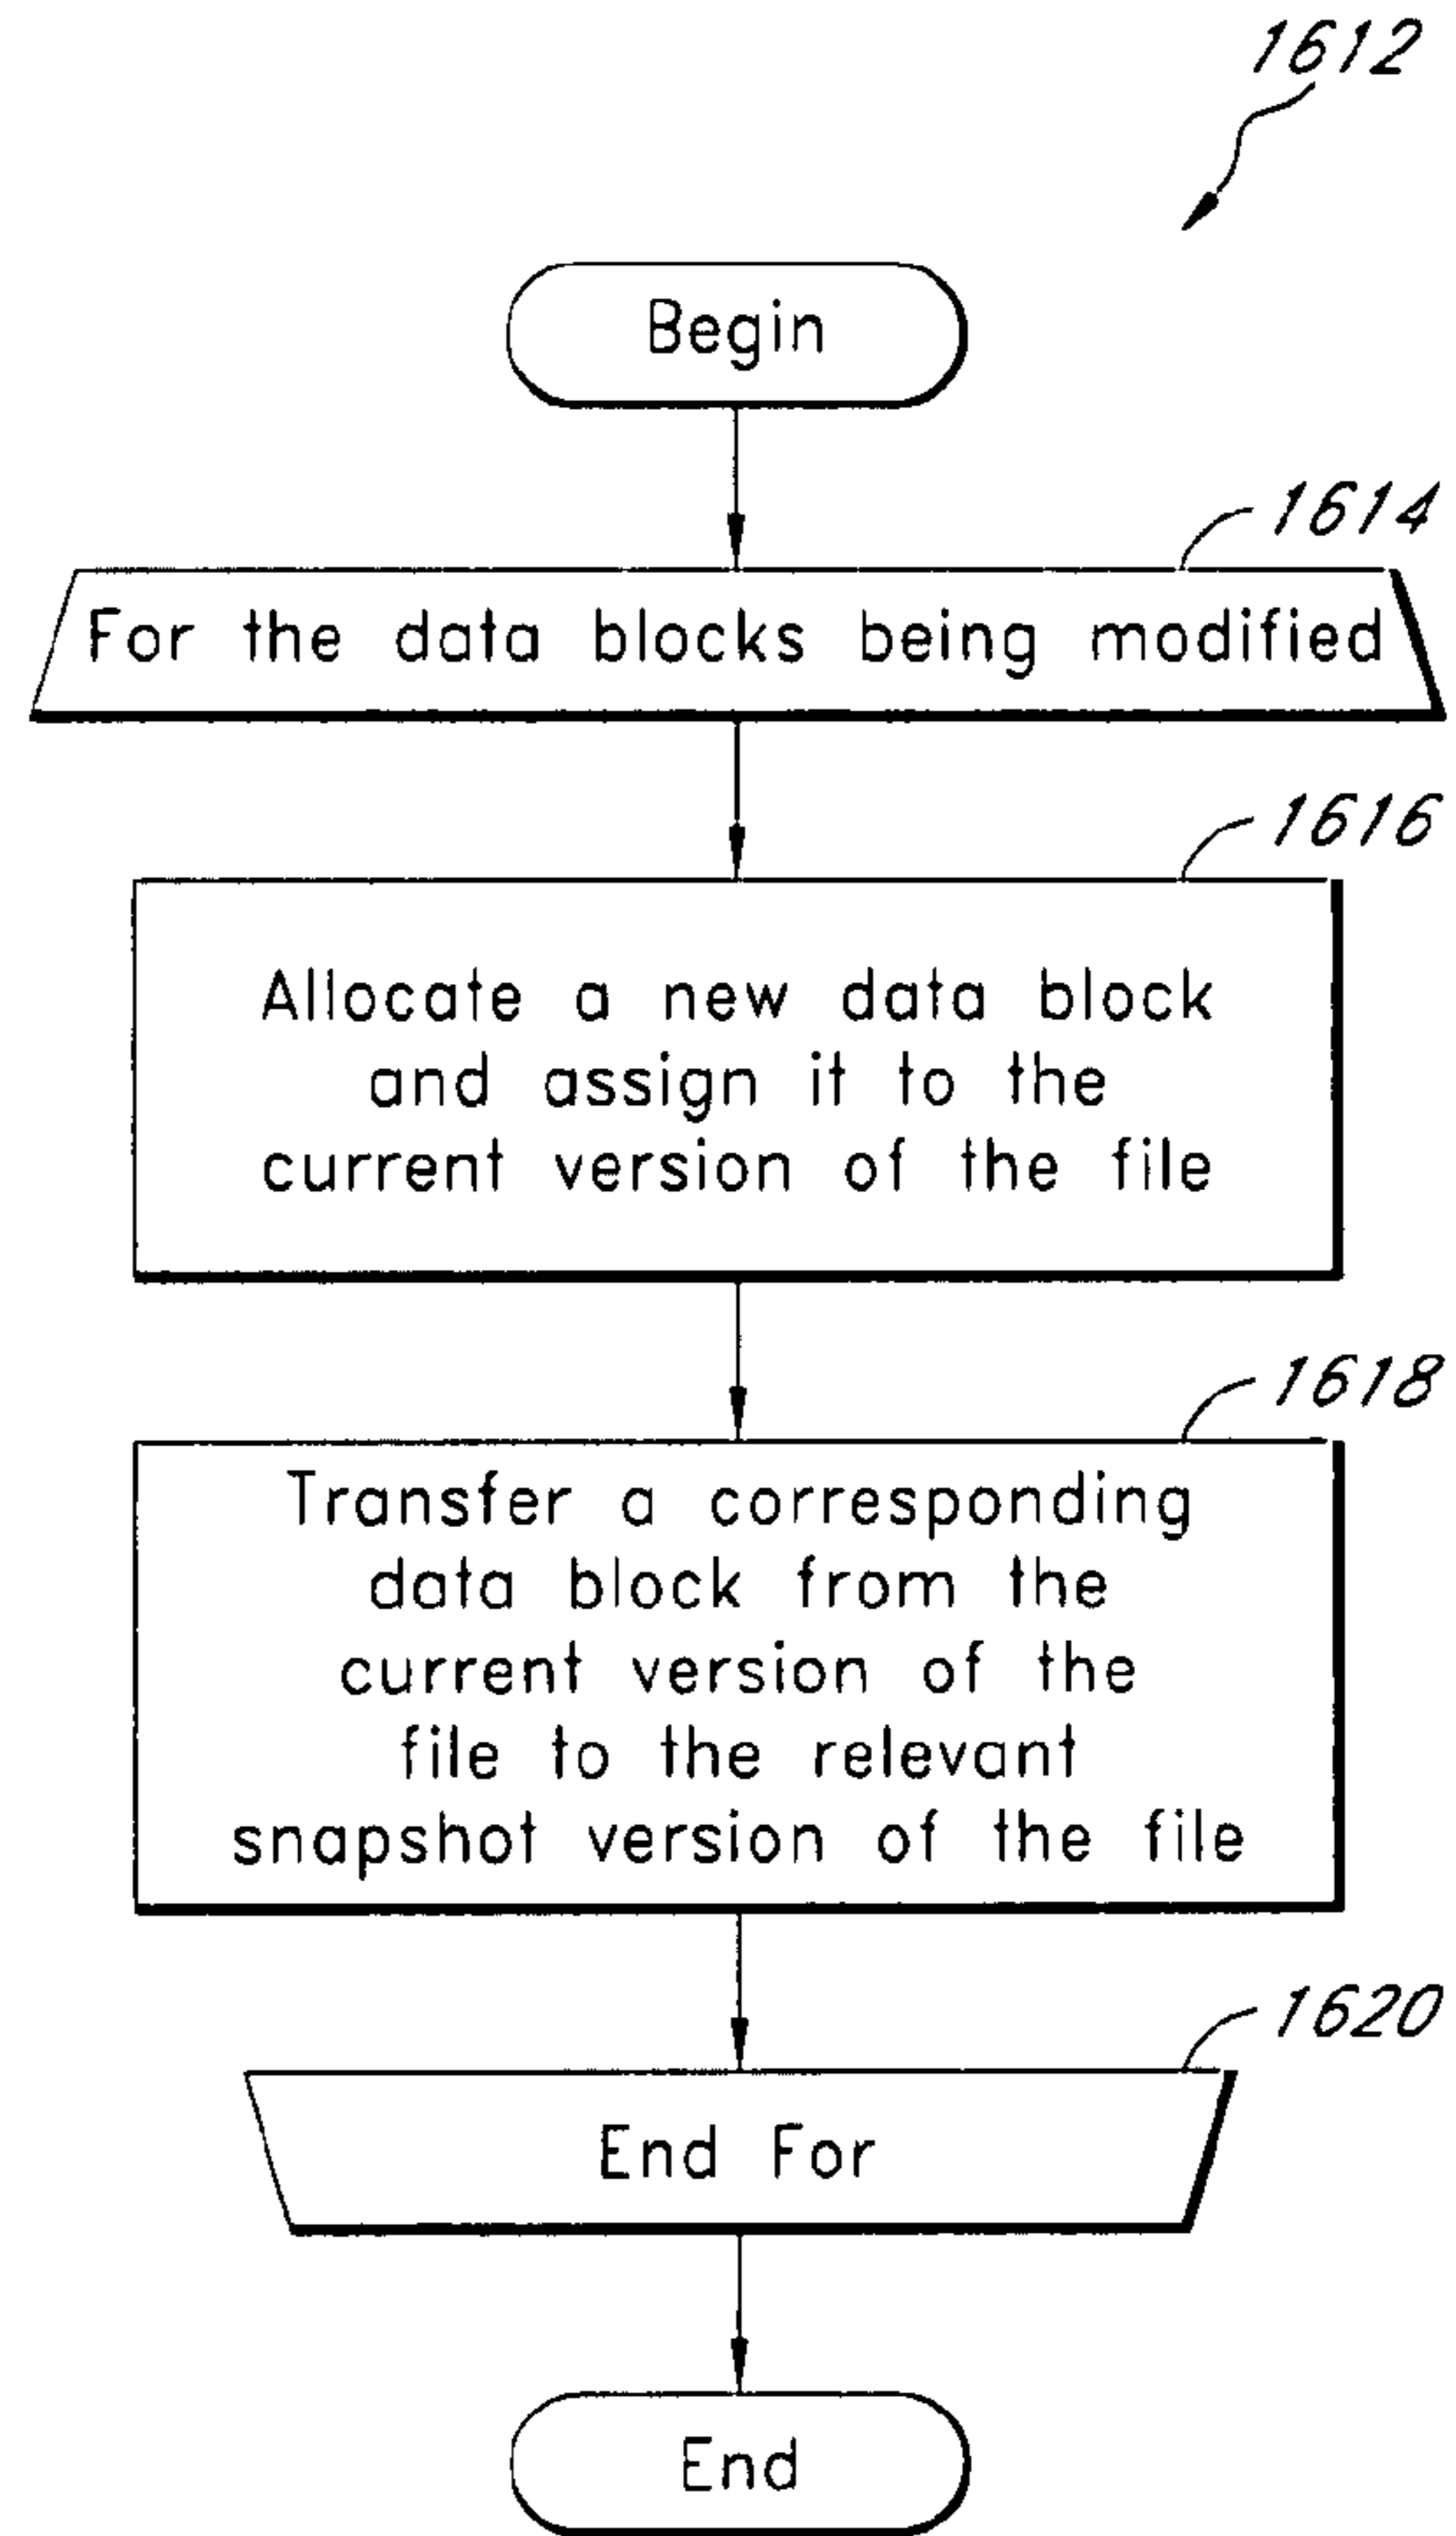 1612
Begin
1614
For the data blocks being modified
1616
Allocate a new data block
and assign it to the
current version of the file
1618
Transfer a corresponding
data block from the
current version of the
file to the relevant
snapshot version of the file
1620
End For
End